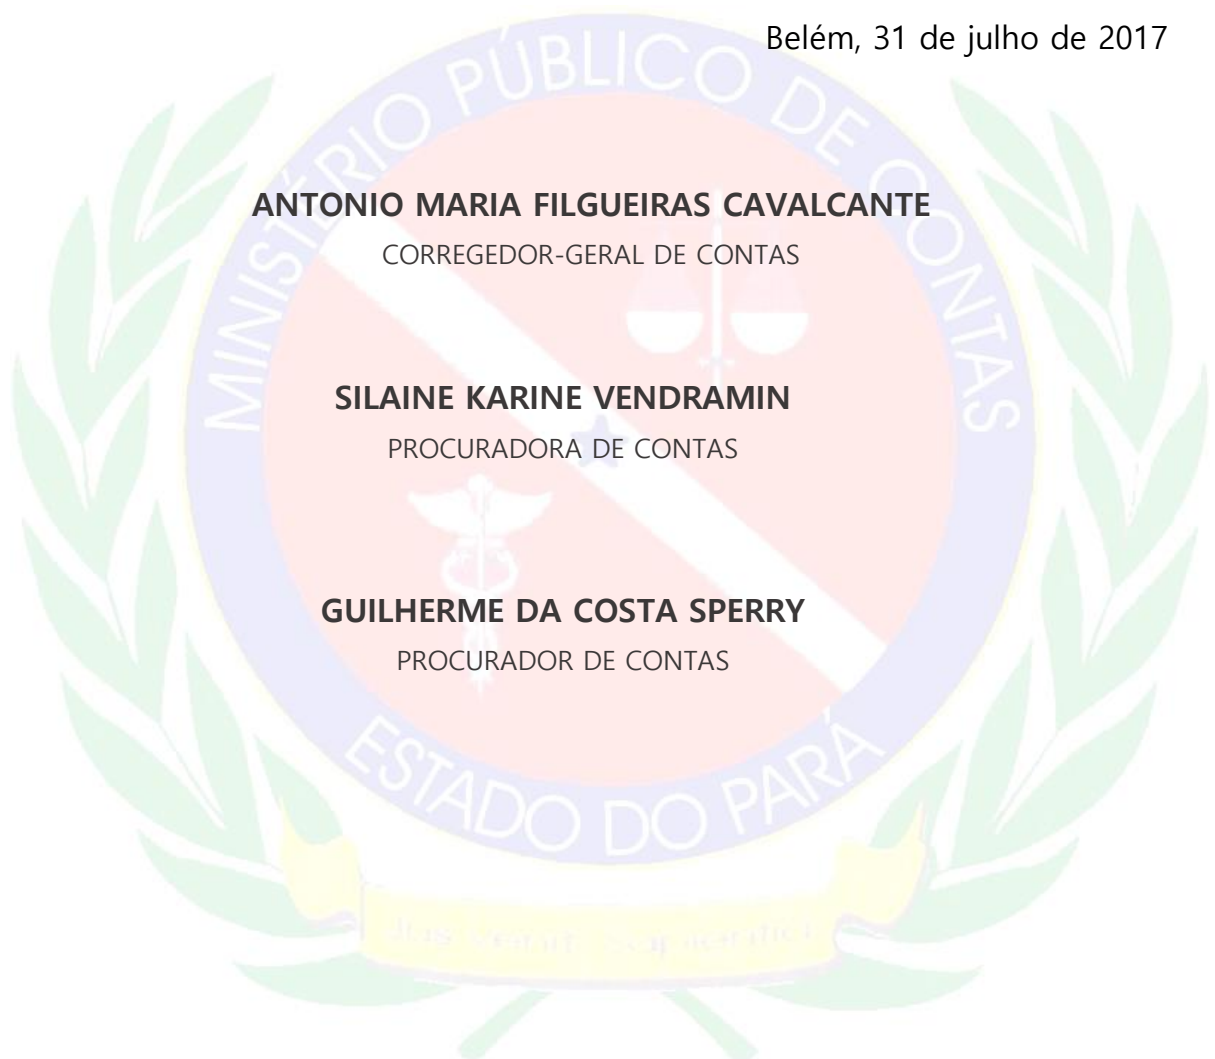 Belém, 31 de julho de 2017
ANTONIO MARIA FILGUEIRAS CAVALCANTE
CORREGEDOR-GERAL DE CONTAS
SILAINE KARINE VENDRAMIN
PROCURADORA DE CONTAS
GUILHERME DA COSTA SPERRY
PROCURADOR DE CONTAS
MINISTÉRIO PÚBLICO DE CONTAS
ESTADO DO PARÁ